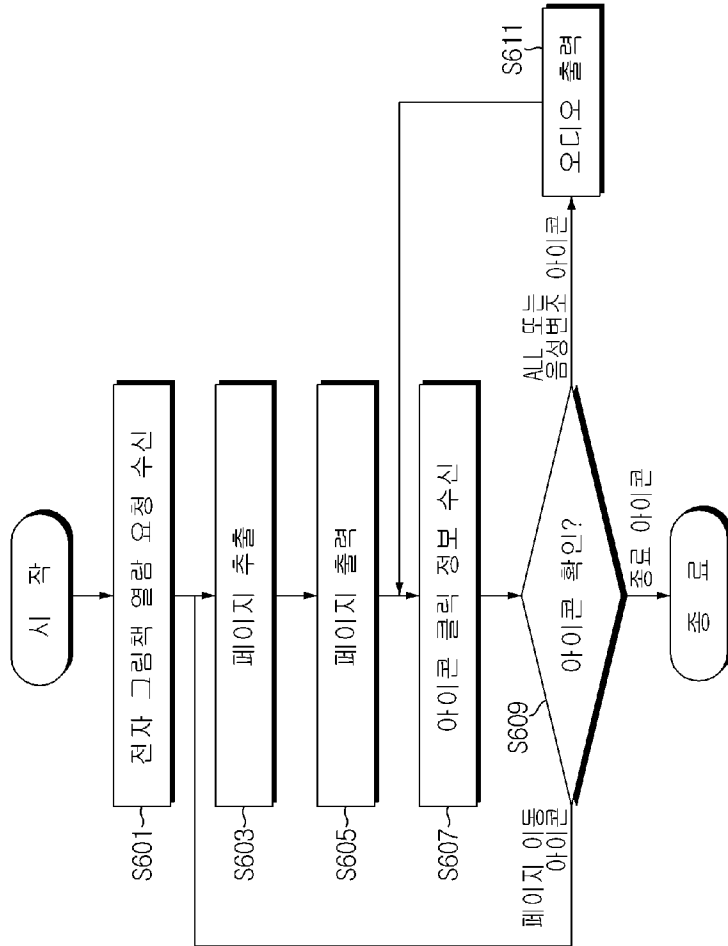 시 작
전자 그림책 열람 요청 수신
S601
페이지 추출
S603
페이지 출력
S605
아이콘 클릭 정보 수신
S607
아이콘 확인?
S609
페이지 이동
아이콘
ALL 또는
음성변조 아이콘
오디오 출력
S611
종료 아이콘
종 료